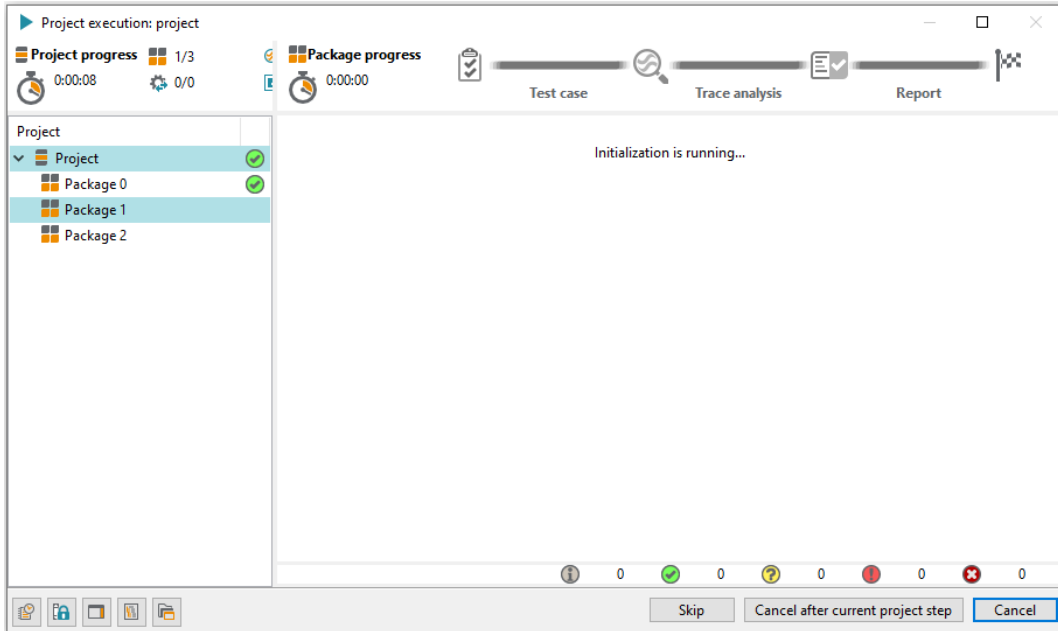 Project execution: project
Project progress 1/3
0:00:08 0/0
Package progress
0:00:00
Test case Trace analysis Report
Project
Project
Package 0
Package 1
Package 2
Initialization is running...
0 0 0 0 0
Skip Cancel after current project step Cancel